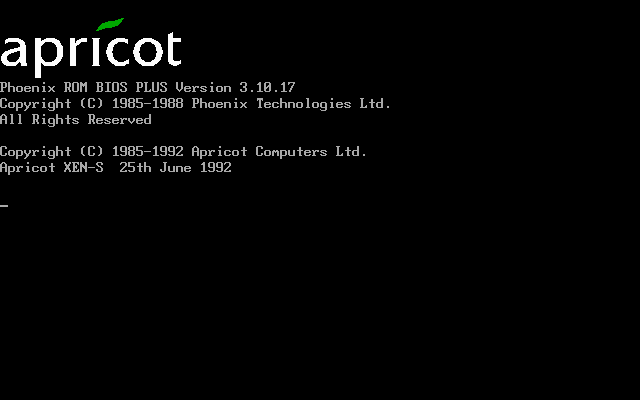 apricot
Phoenix ROM BIOS PLUS Version 3.10.17
Copyright (C) 1985-1988 Phoenix Technologies Ltd.
All Rights Reserved
Copyright (C) 1985-1992 Apricot Computers Ltd.
Apricot XEN-S  25th June 1992